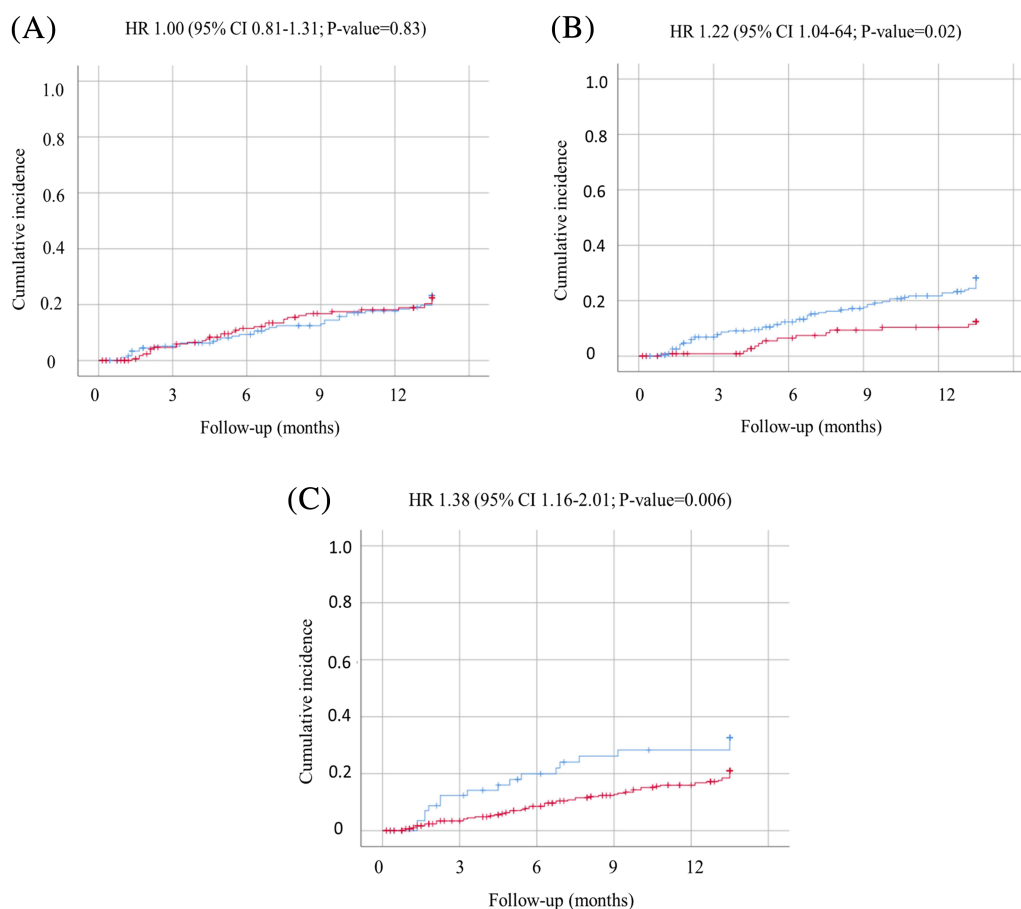 (A)
HR 1.00 (95% CI 0.81-1.31; P-value=0.83)
1.0
0.8
0.6
0.4
0.2
0
Cumulative incidence
0 3 6 9 12
Follow-up (months)
(B)
HR 1.22 (95% CI 1.04-64; P-value=0.02)
1.0
0.8
0.6
0.4
0.2
0
Cumulative incidence
0 3 6 9 12
Follow-up (months)
(C)
HR 1.38 (95% CI 1.16-2.01; P-value=0.006)
1.0
0.8
0.6
0.4
0.2
0
Cumulative incidence
0 3 6 9 12
Follow-up (months)